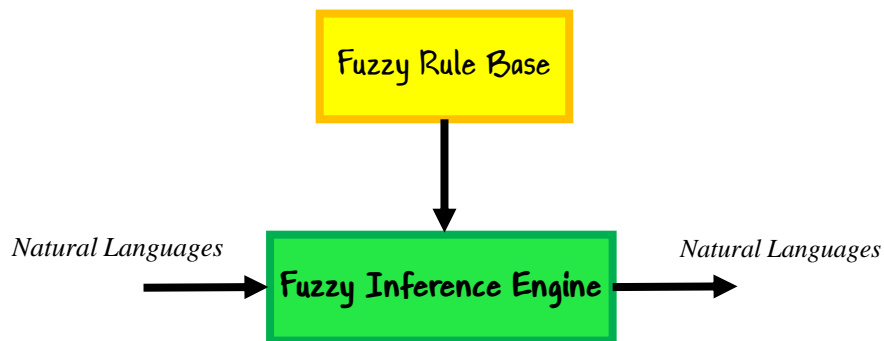 Fuzzy Rule Base
Natural Languages
Natural Languages
Fuzzy Inference Engine